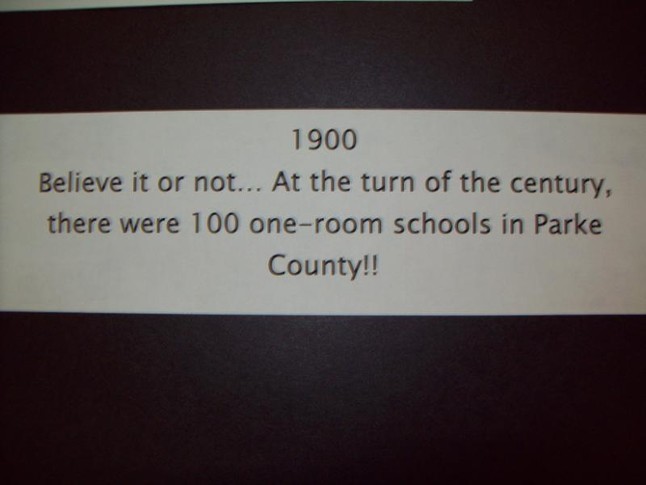 1900
Believe it or not... At the turn of the century,
there were 100 one-room schools in Parke
County!!